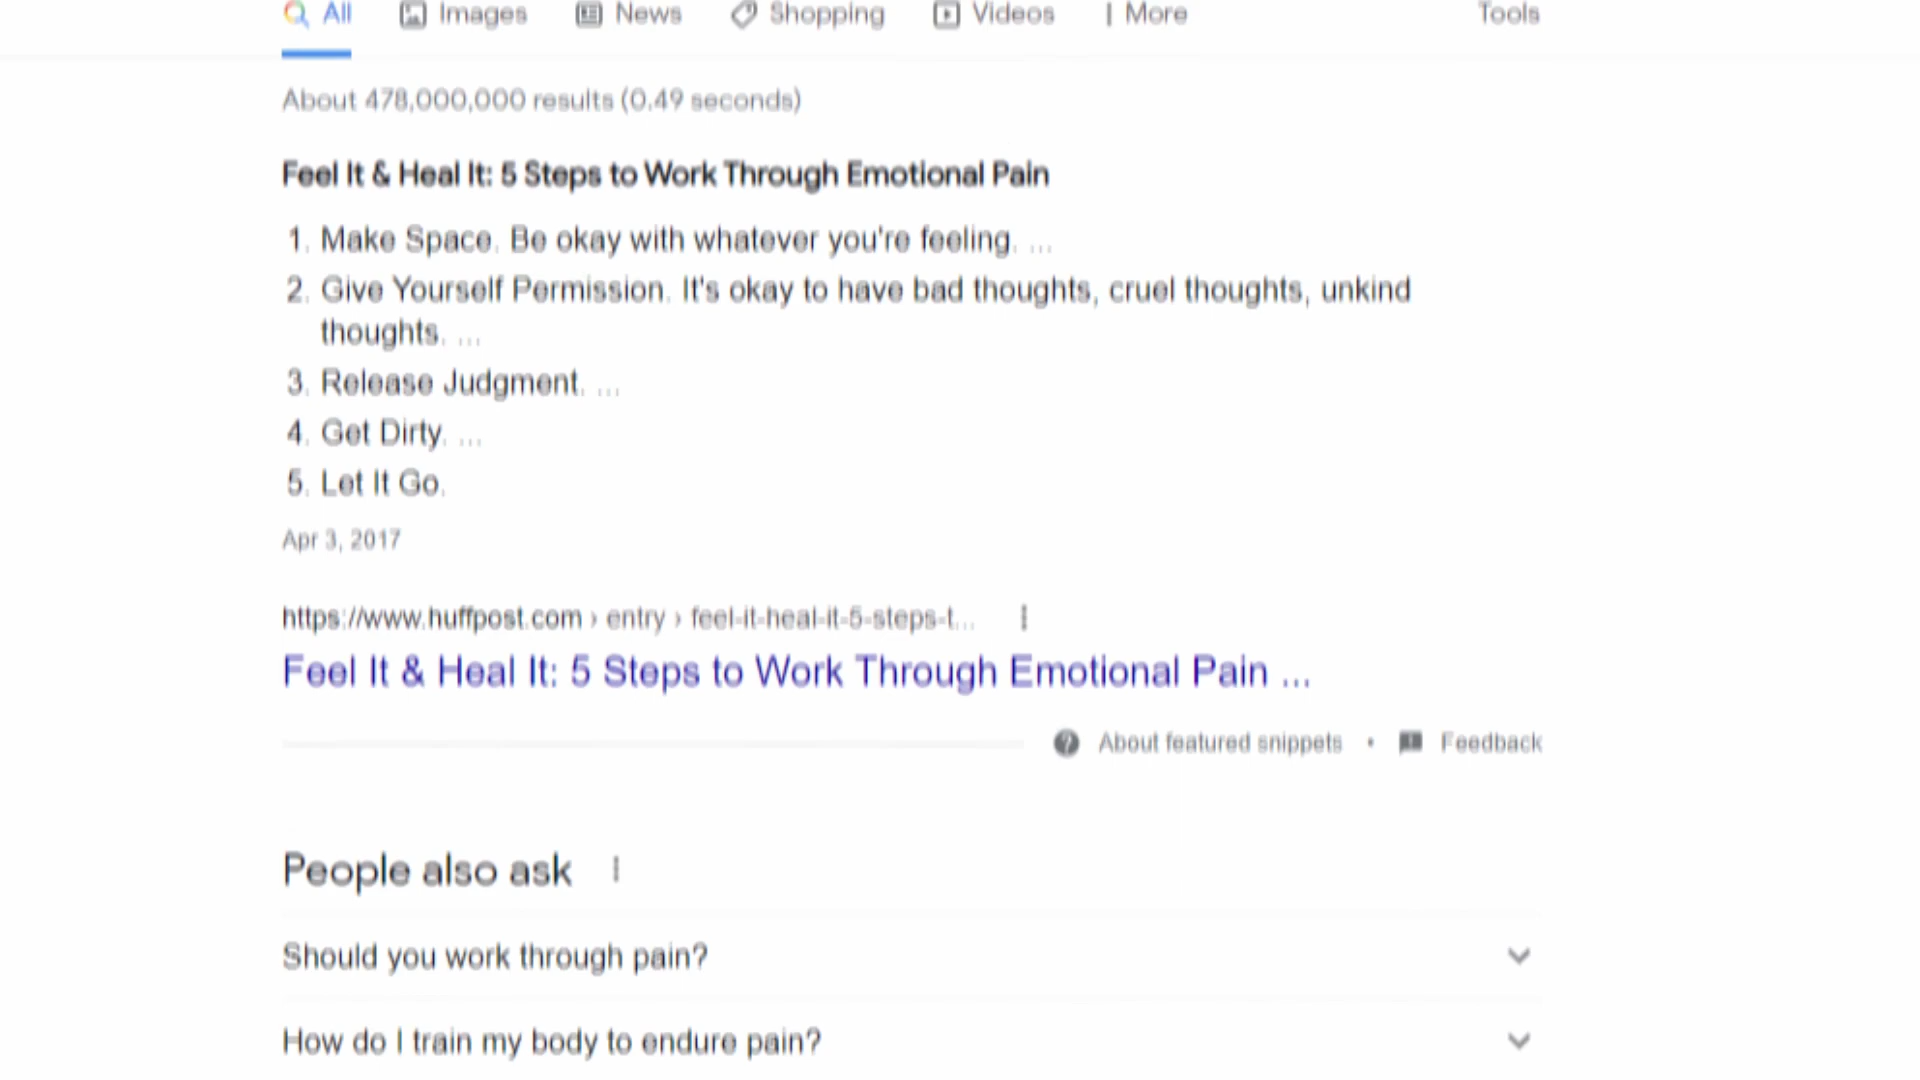 All Images News Shopping Videos More Tools
About 478,000,000 results (0.49 seconds)
Feel It & Heal It: 5 Steps to Work Through Emotional Pain
1. Make Space. Be okay with whatever you're feeling. ...
2. Give Yourself Permission. It's okay to have bad thoughts, cruel thoughts, unkind
thoughts. ...
3. Release Judgment. ...
4. Get Dirty. ...
5. Let It Go.
Apr 3, 2017
https://www.huffpost.com › entry › feel-it-heal-it-5-steps-t...
Feel It & Heal It: 5 Steps to Work Through Emotional Pain ...
About featured snippets • Feedback
People also ask
Should you work through pain?
How do I train my body to endure pain?